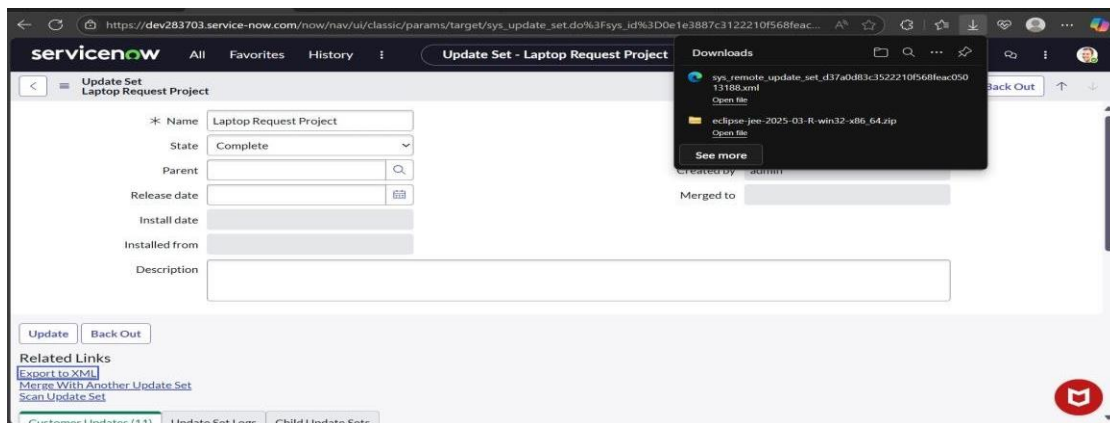 https://dev283703.service-now.com/now/nav/ui/classic/params/target/sys_update_set.do%3Fsys_id%3D0e1e3887c3122210f568feac...
servicenow All Favorites History Update Set - Laptop Request Project
Downloads
sys_remote_update_set_d37a0d83c3522210f568feac050
13188.xml
Open file
eclipse-jee-2025-03-R-win32-x86_64.zip
Open file
See more
Update Set
Laptop Request Project
Back Out
* Name Laptop Request Project
State Complete
Parent
Created by admin
Release date
Merged to
Install date
Installed from
Description
Update Back Out
Related Links
Export to XML
Merge With Another Update Set
Scan Update Set
Customer Updates (11) Update Set Logs Child Update Sets